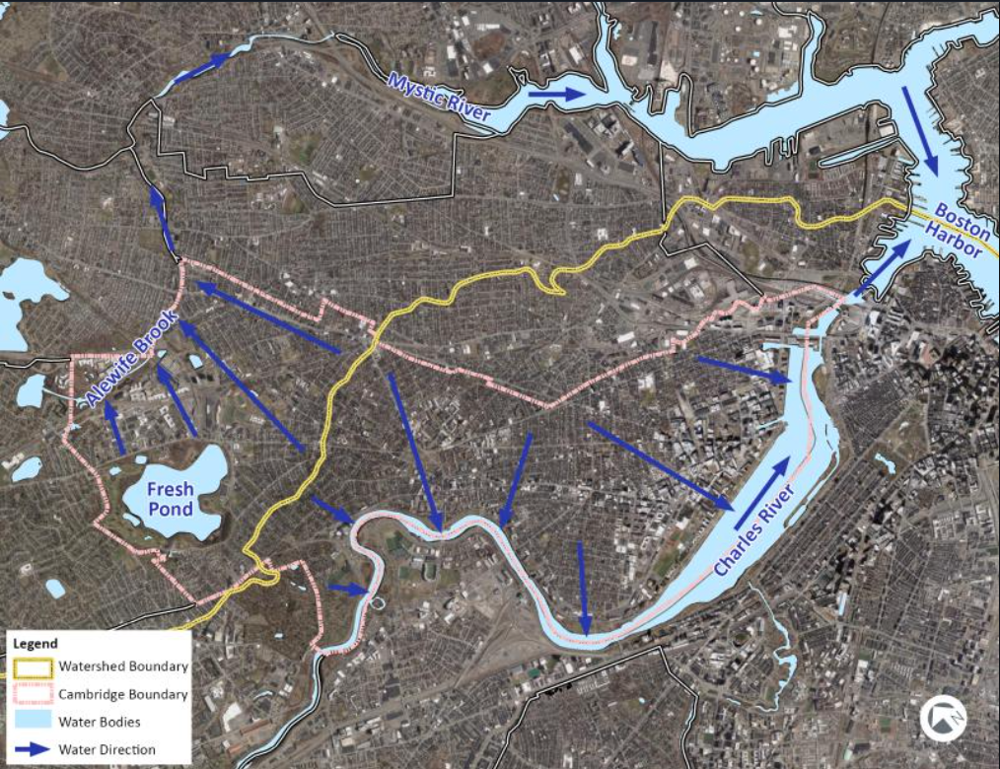 Mystic River
Boston
Harbor
Alewife Brook
Fresh
Pond
Charles River
Legend
Watershed Boundary
Cambridge Boundary
Water Bodies
Water Direction
N